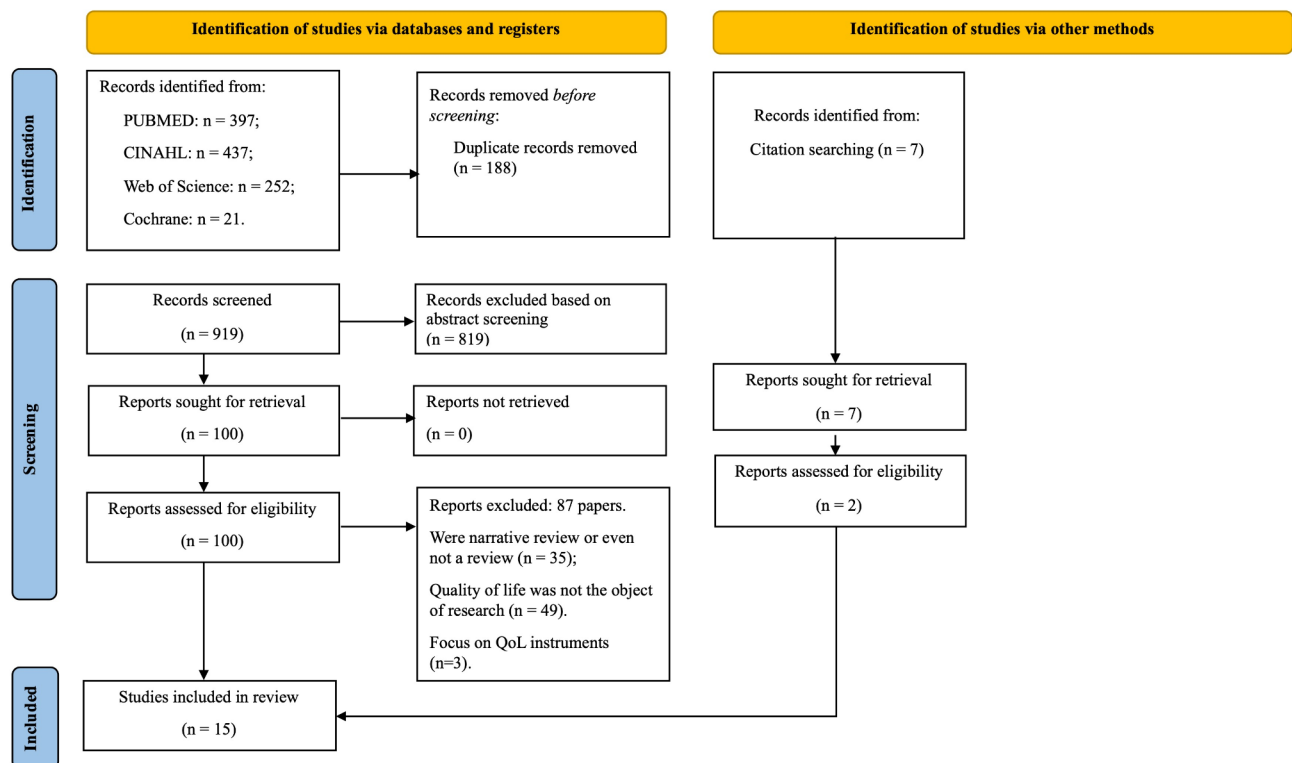 Identification of studies via databases and registers
Identification of studies via other methods
Identification
Records identified from:
PUBMED: n = 397;
CINAHL: n = 437;
Web of Science: n = 252;
Cochrane: n = 21.
Records removed before
screening:
Duplicate records removed
(n = 188)
Records identified from:
Citation searching (n = 7)
Screening
Records screened
(n = 919)
Records excluded based on
abstract screening
(n = 819)
Reports sought for retrieval
(n = 100)
Reports not retrieved
(n = 0)
Reports sought for retrieval
(n = 7)
Reports assessed for eligibility
(n = 100)
Reports excluded: 87 papers.
Were narrative review or even
not a review (n = 35);
Quality of life was not the object
of research (n = 49).
Focus on QoL instruments
(n=3).
Reports assessed for eligibility
(n = 2)
Included
Studies included in review
(n = 15)